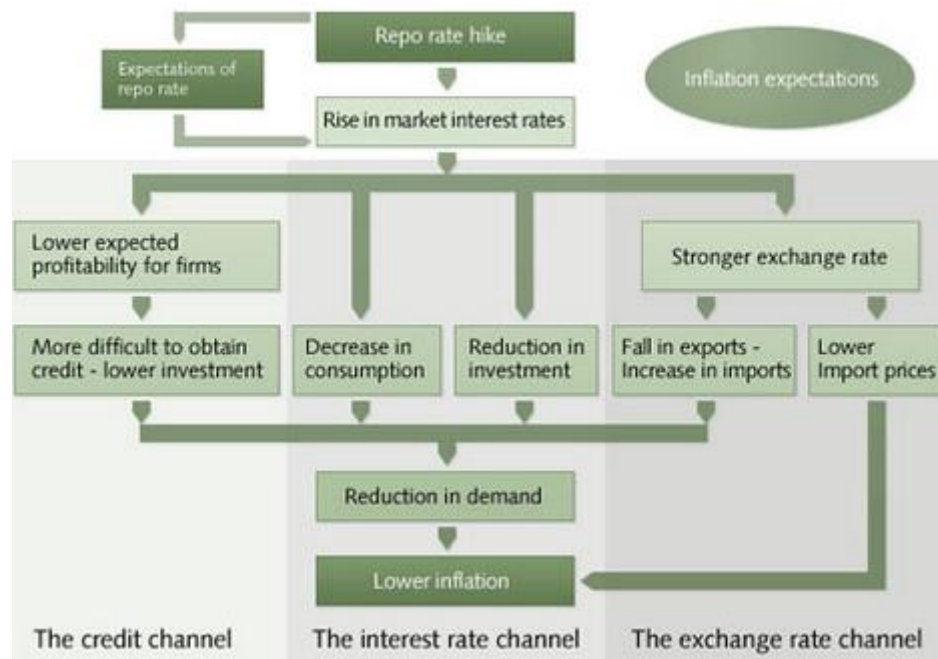 Repo rate hike
Expectations of
repo rate
Inflation expectations
Rise in market interest rates
Lower expected
profitability for firms
Stronger exchange rate
More difficult to obtain
credit - lower investment
Decrease in
consumption
Reduction in
investment
Fall in exports -
Increase in imports
Lower
Import prices
Reduction in demand
Lower inflation
The credit channel
The interest rate channel
The exchange rate channel